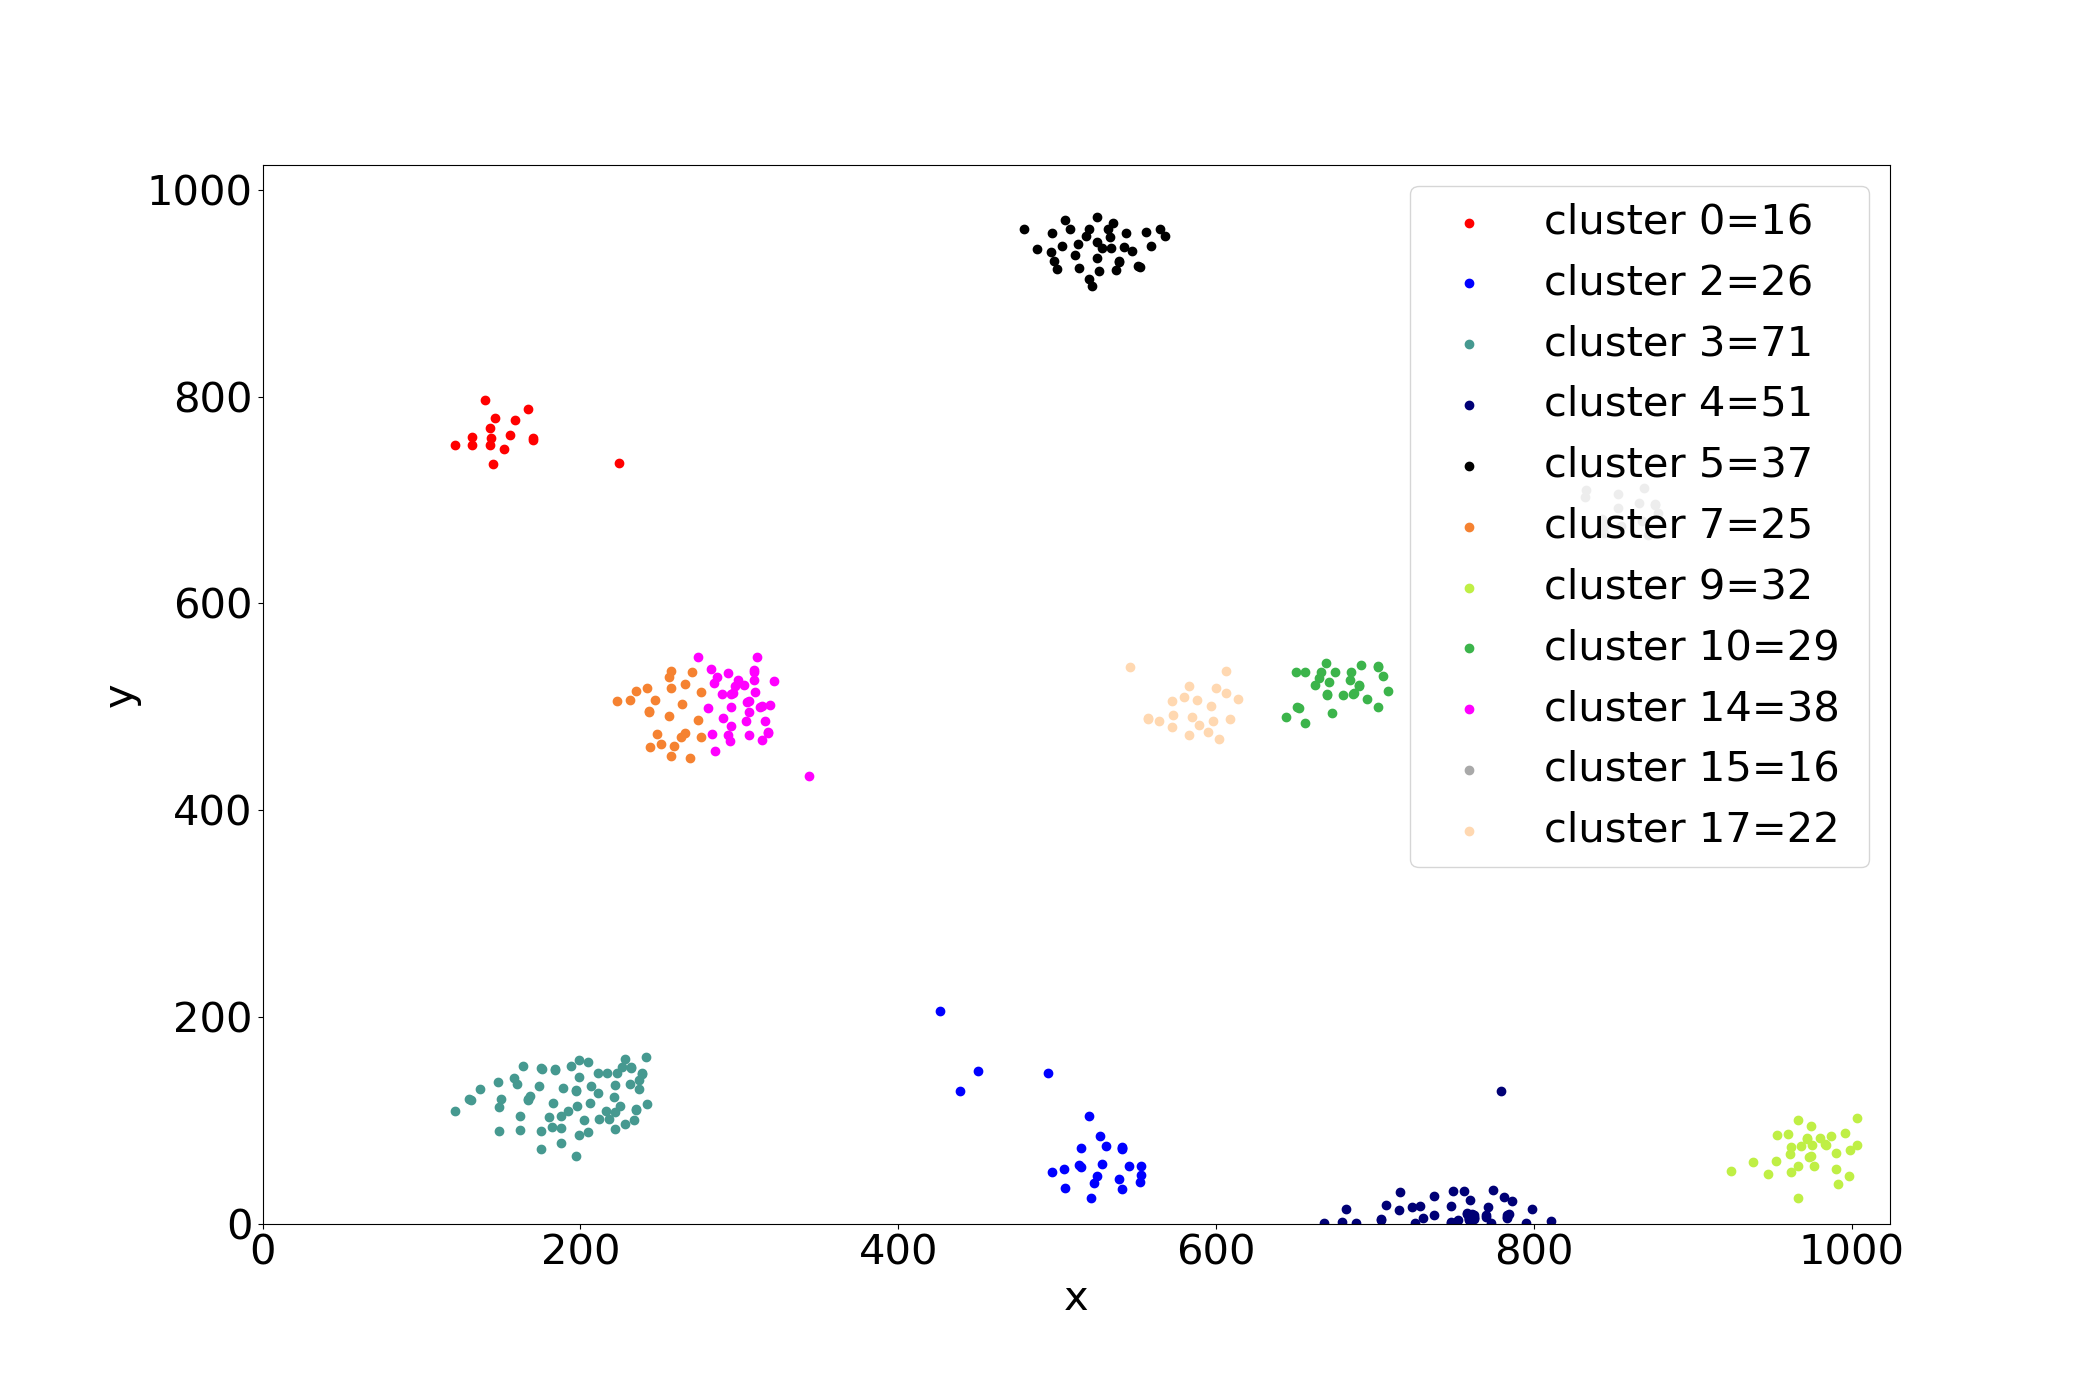 1000
800
600
400
200
0
y
0 200 400 600 800 1000
x
cluster 0=16
cluster 2=26
cluster 3=71
cluster 4=51
cluster 5=37
cluster 7=25
cluster 9=32
cluster 10=29
cluster 14=38
cluster 15=16
cluster 17=22